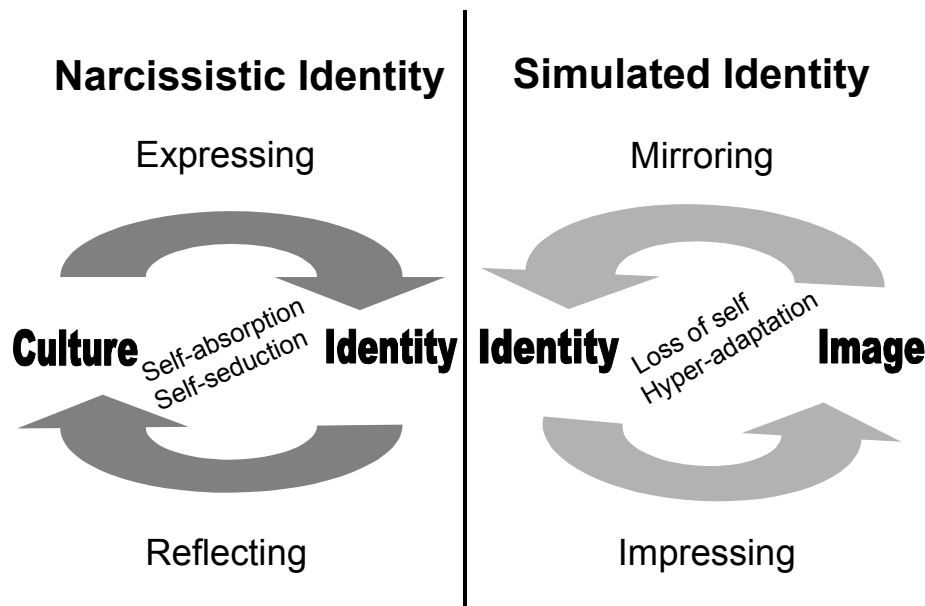 Narcissistic Identity
Expressing
Culture
Self-absorption
Self-seduction
Identity
Reflecting
Simulated Identity
Mirroring
Identity
Loss of self
Hyper-adaptation
Image
Impressing